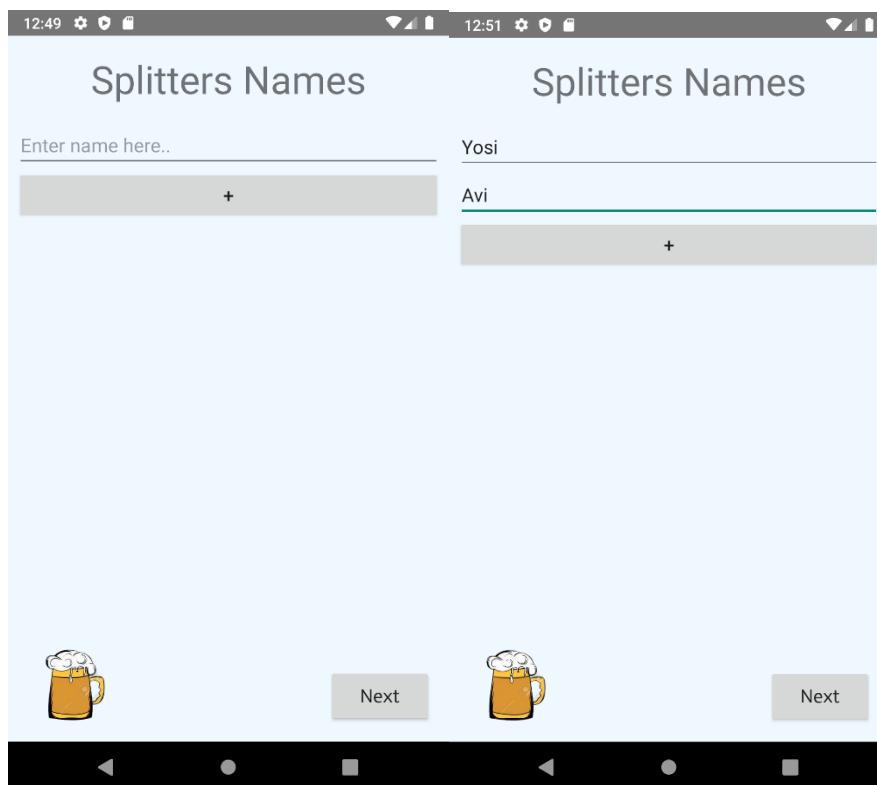 12:49
Splitters Names
Enter name here..
+
Next
12:51
Splitters Names
Yosi
Avi
+
Next